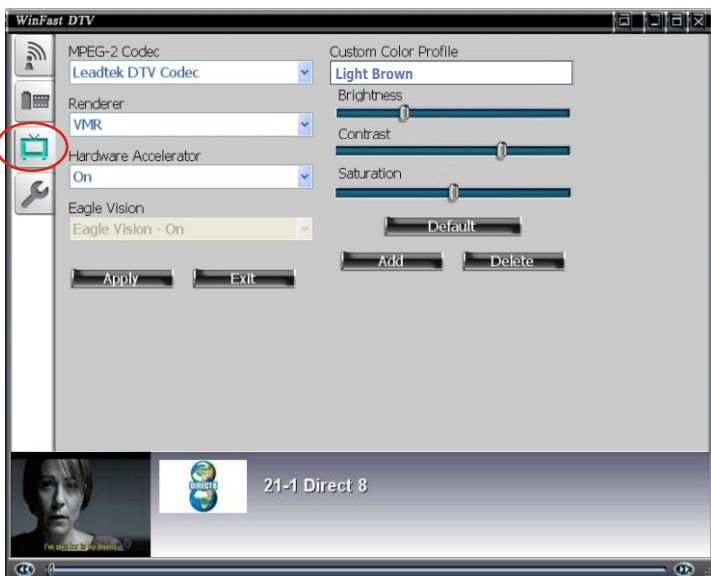 WinFast DTV
MPEG-2 Codec
Leadtek DTV Codec
Renderer
VMR
Hardware Accelerator
On
Eagle Vision
Eagle Vision - On
Apply
Exit
Custom Color Profile
Light Brown
Brightness
Contrast
Saturation
Default
Add
Delete
DIRECT8
21-1 Direct 8